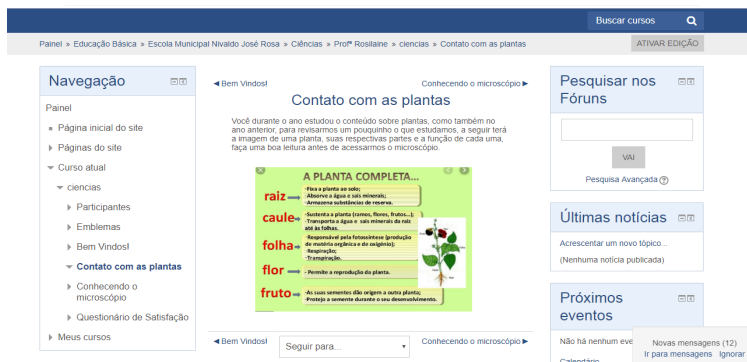 Buscar cursos
Painel » Educação Básica » Escola Municipal Nivaldo José Rosa » Ciências » Profª Rosilaine » ciencias » Contato com as plantas
ATIVAR EDIÇÃO
Navegação
Painel
Página inicial do site
Páginas do site
Curso atual
ciencias
Participantes
Emblemas
Bem Vindos!
Contato com as plantas
Conhecendo o
microscópio
Questionário de Satisfação
Meus cursos
◄ Bem Vindos!
Conhecendo o microscópio ►
Contato com as plantas
Você durante o ano estudou o conteúdo sobre plantas, como também no
ano anterior, para revisarmos um pouquinho o que estudamos, a seguir terá
a imagem de uma planta, suas respectivas partes e a função de cada uma,
faça uma boa leitura antes de acessarmos o microscópio.
A PLANTA COMPLETA...
raiz
-Fixa a planta ao solo;
-Absorve a água e sais minerais;
-Armazena substâncias de reserva.
caule
-Sustenta a planta (ramos, flores, frutos...);
-Transporta a água e sais minerais da raiz
até às folhas.
folha
-Responsável pela fotossíntese (produção
de matéria orgânica e de oxigénio);
-Respiração;
-Transpiração.
flor
- Permite a reprodução da planta.
fruto
-As suas sementes dão origem a outra planta;
-Protejo a semente durante o seu desenvolvimento.
◄ Bem Vindos!
Seguir para...
Conhecendo o microscópio ►
Pesquisar nos
Fóruns
VAI
Pesquisa Avançada
Últimas notícias
Acrescentar um novo tópico...
(Nenhuma notícia publicada)
Próximos
eventos
Não há nenhum eve
Calendário
Novas mensagens (12)
Ir para mensagens Ignorar